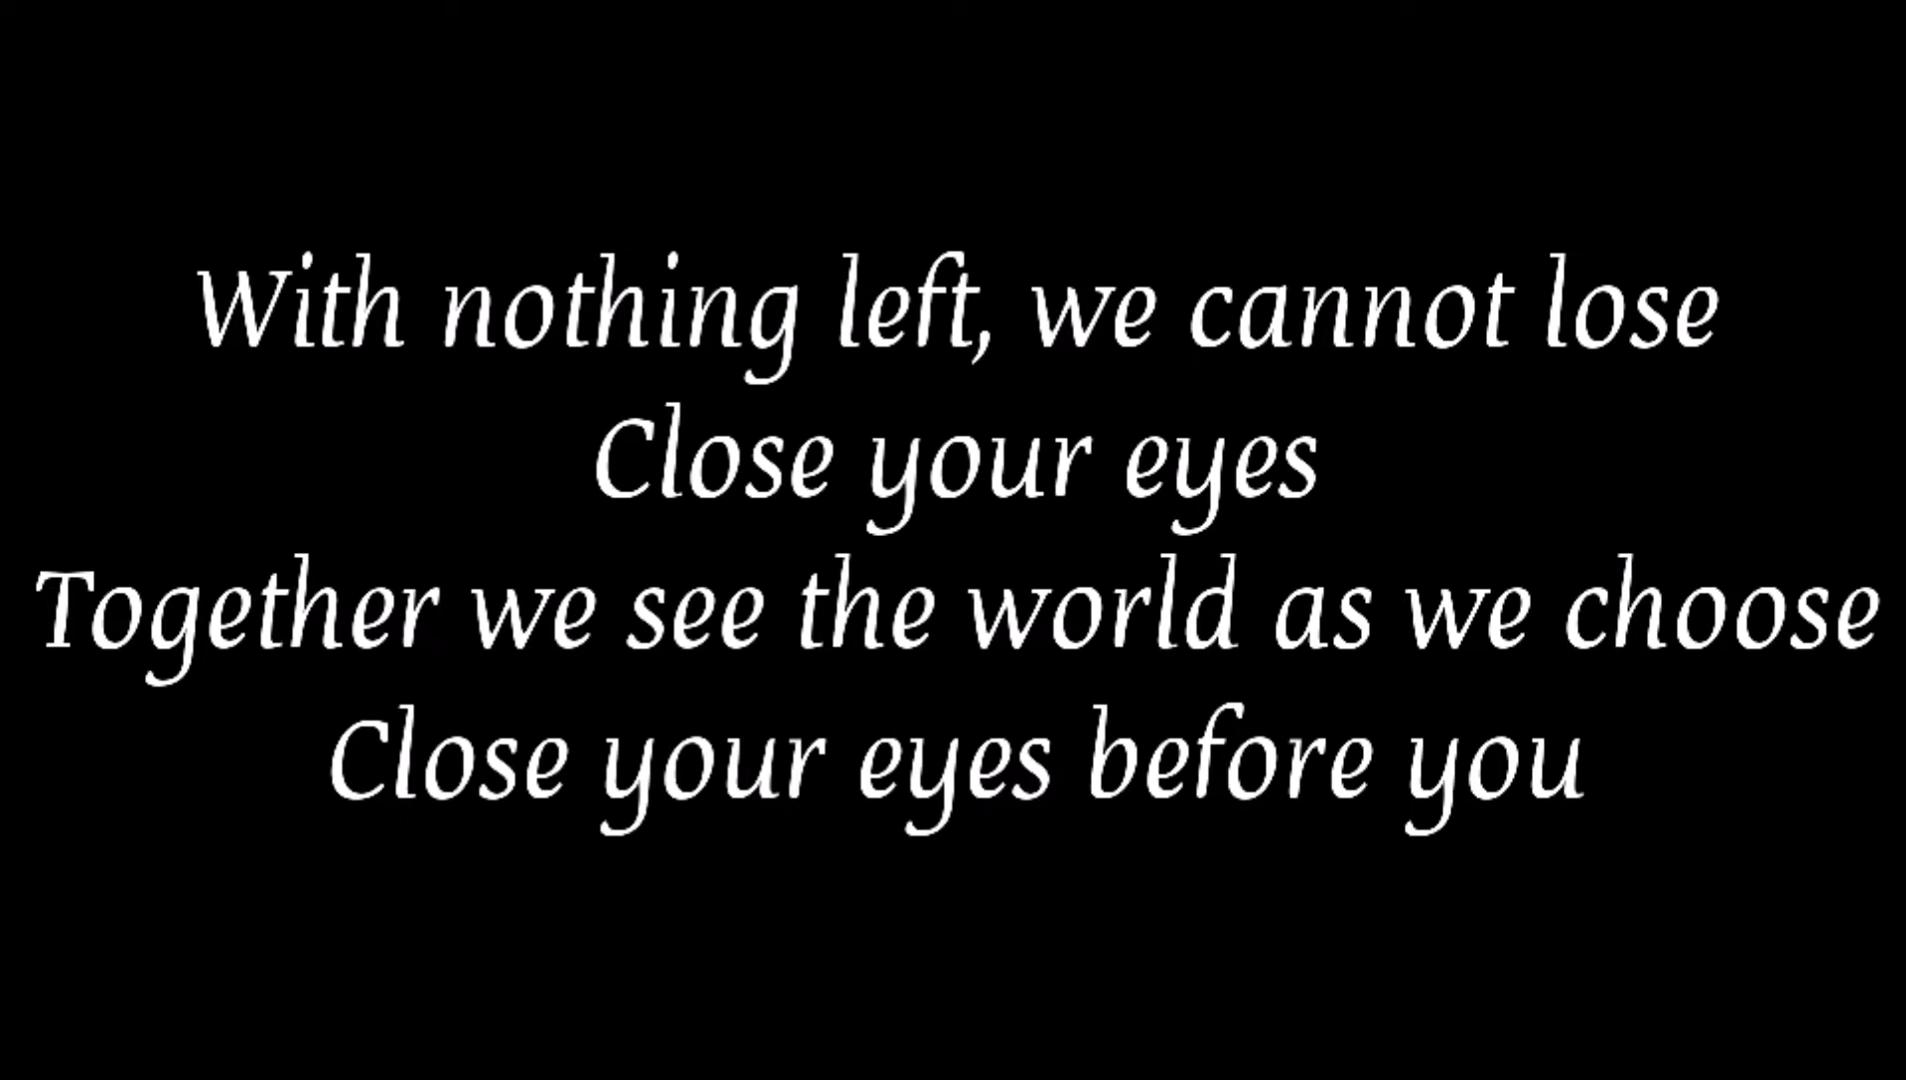 With nothing left, we cannot lose
Close your eyes
Together we see the world as we choose
Close your eyes before you